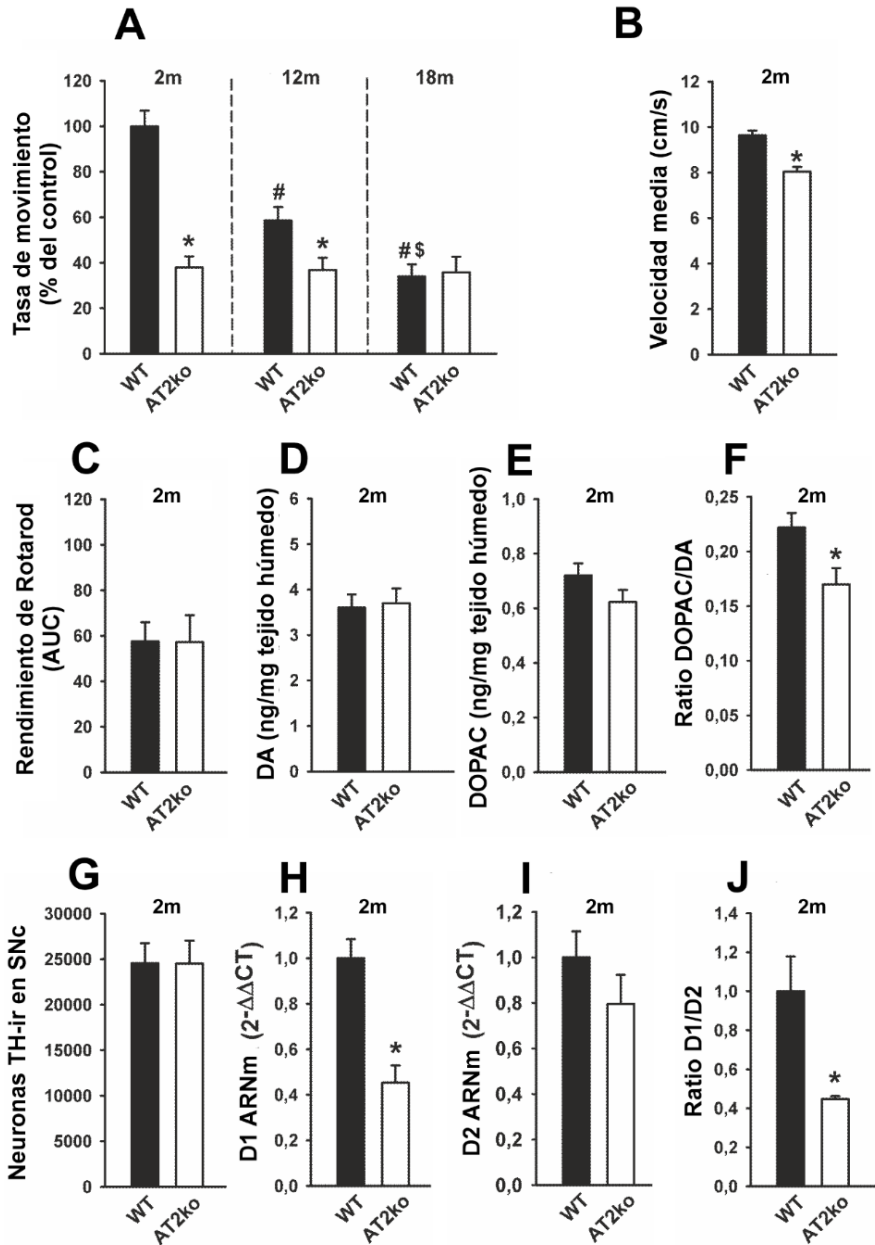 A
2m
12m
18m
Tasa de movimiento
(% del control)
120
100
80
60
40
20
0
*
#
*
#$
WT
AT2ko
WT
AT2ko
WT
AT2ko
B
2m
Velocidad media (cm/s)
12
10
8
6
4
2
0
*
WT
AT2ko
C
2m
Rendimiento de Rotarod
(AUC)
120
100
80
60
40
20
0
WT
AT2ko
D
2m
DA (ng/mg tejido húmedo)
6
5
4
3
2
1
0
WT
AT2ko
E
2m
DOPAC (ng/mg tejido húmedo)
1,0
0,8
0,6
0,4
0,2
0,0
WT
AT2ko
F
2m
Ratio DOPAC/DA
0,25
0,20
0,15
0,10
0,05
0,00
*
WT
AT2ko
G
2m
Neuronas TH-ir en SNc
30000
25000
20000
15000
10000
5000
0
WT
AT2ko
H
2m
D1 ARNm (2-ΔΔCT)
1,2
1,0
0,8
0,6
0,4
0,2
0,0
*
WT
AT2ko
I
2m
D2 ARNm (2-ΔΔCT)
1,2
1,0
0,8
0,6
0,4
0,2
0,0
WT
AT2ko
J
2m
Ratio D1/D2
1,4
1,2
1,0
0,8
0,6
0,4
0,2
0,0
*
WT
AT2ko